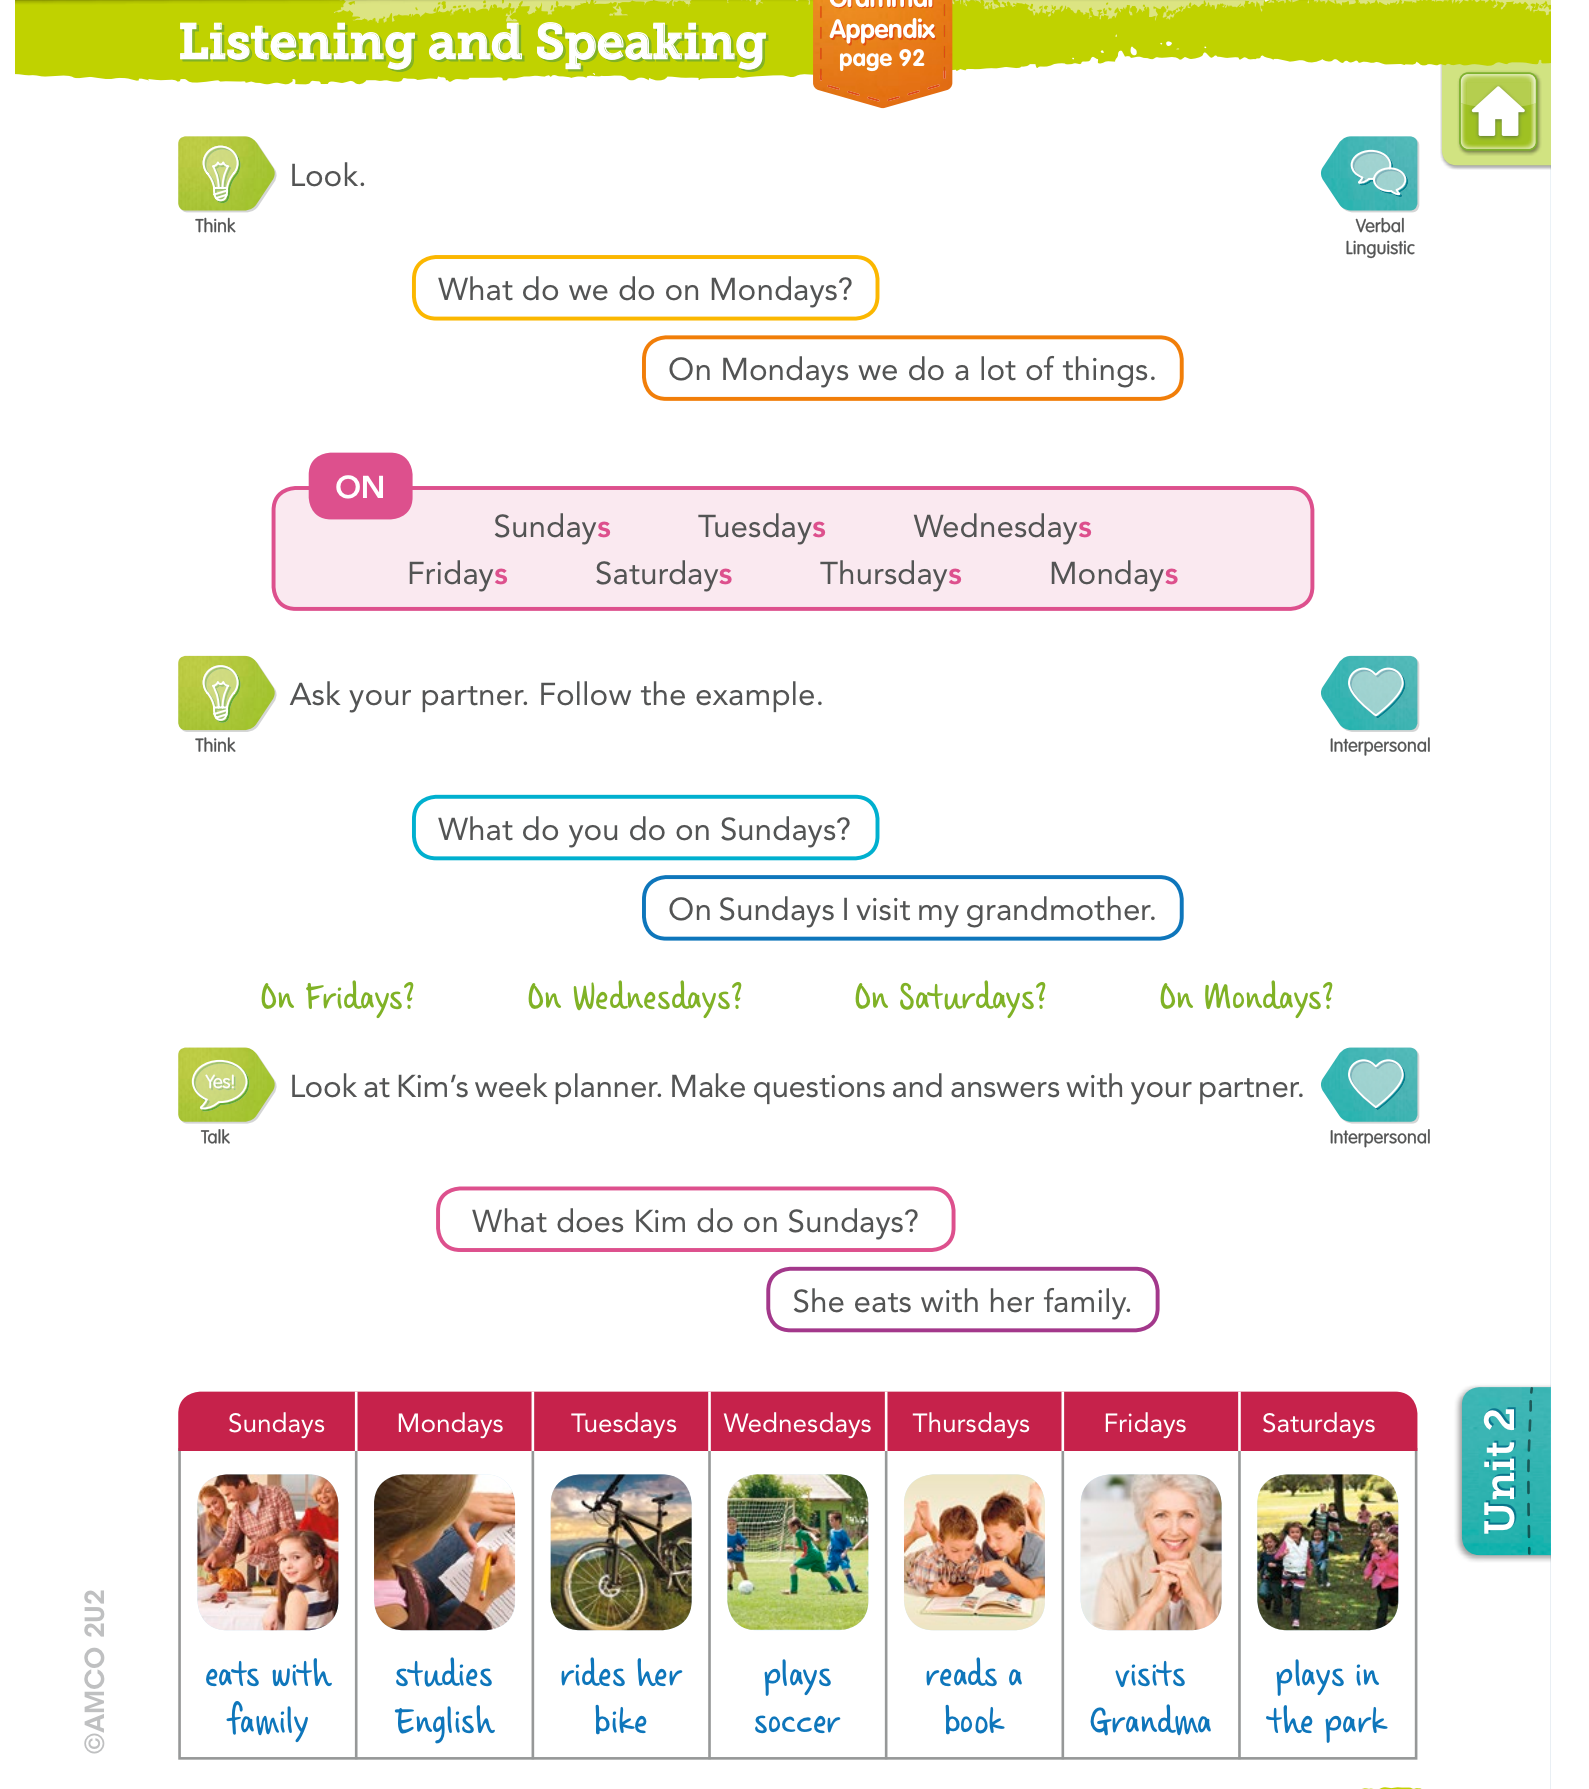 Listening and Speaking
Grammar
Appendix
page 92
Look.
Think
Verbal
Linguistic
What do we do on Mondays?
On Mondays we do a lot of things.
ON
Sundays Tuesdays Wednesdays
Fridays Saturdays Thursdays Mondays
Ask your partner. Follow the example.
Think
Interpersonal
What do you do on Sundays?
On Sundays I visit my grandmother.
On Fridays? On Wednesdays? On Saturdays? On Mondays?
Yes!
Look at Kim's week planner. Make questions and answers with your partner.
Talk
Interpersonal
What does Kim do on Sundays?
She eats with her family.
Sundays Mondays Tuesdays Wednesdays Thursdays Fridays Saturdays
eats with
family
studies
English
rides her
bike
plays
soccer
reads a
book
visits
Grandma
plays in
the park
Unit 2
©AMCO 2U2